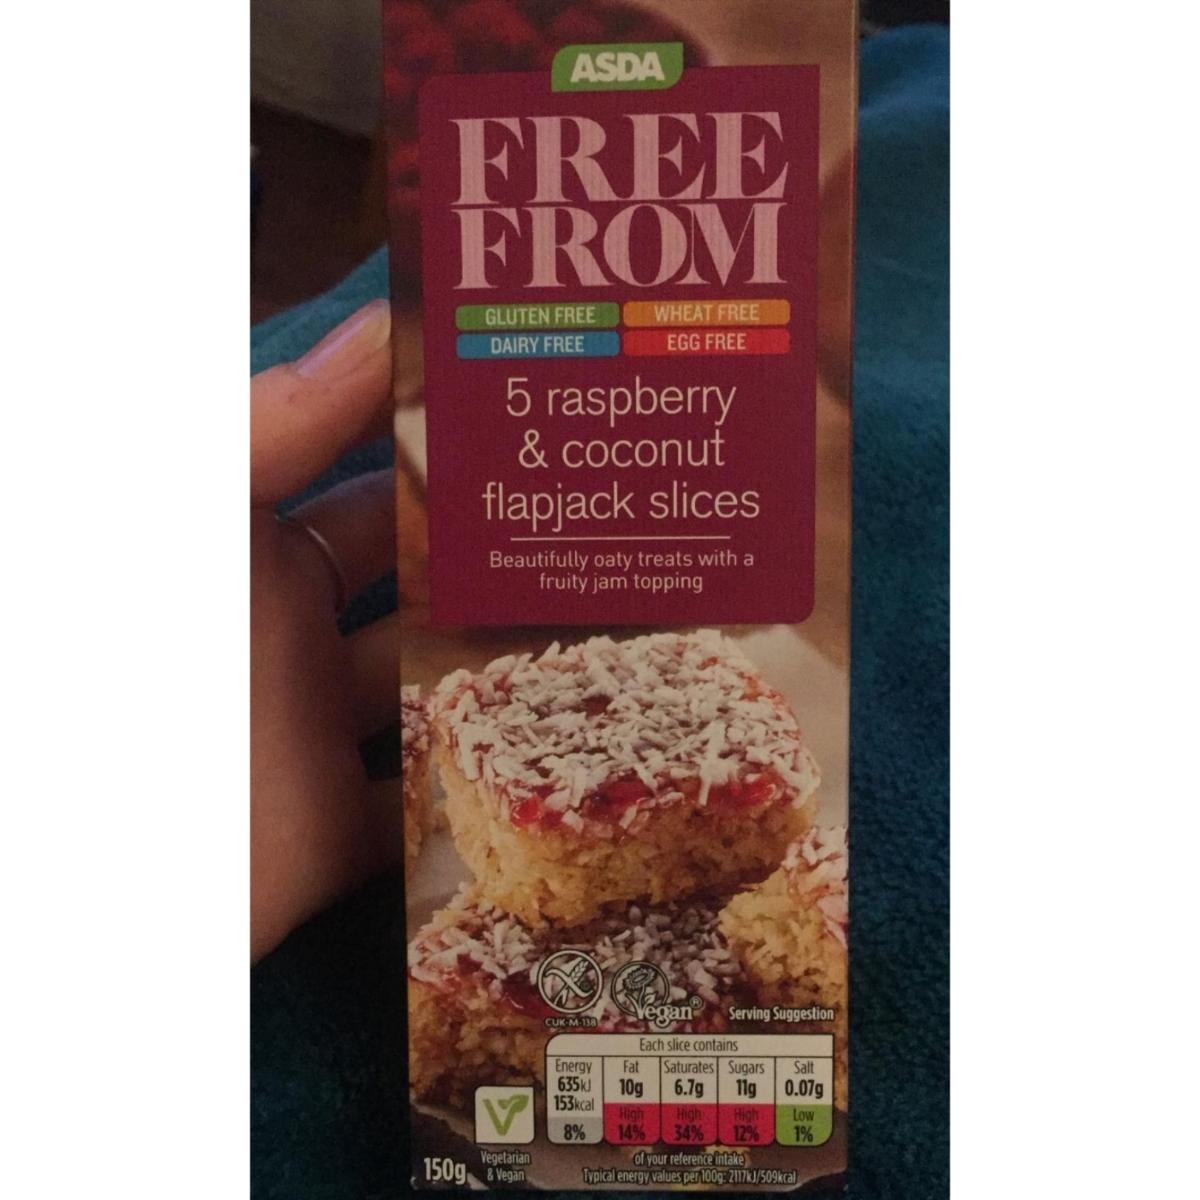 ASDA
FREE
FROM
GLUTEN FREE WHEAT FREE
DAIRY FREE EGG FREE
5 raspberry
& coconut
flapjack slices
Beautifully oaty treats with a
fruity jam topping
CUK-M-138
Vegan®
Serving Suggestion
Each slice contains
Energy Fat Saturates Sugars Salt
635kJ 10g 6.7g 11g 0.07g
153kcal High High High Low
8% 14% 34% 12% 1%
of your reference intake
Typical energy values per 100g: 2117kJ/509kcal
Vegetarian
& Vegan
150g